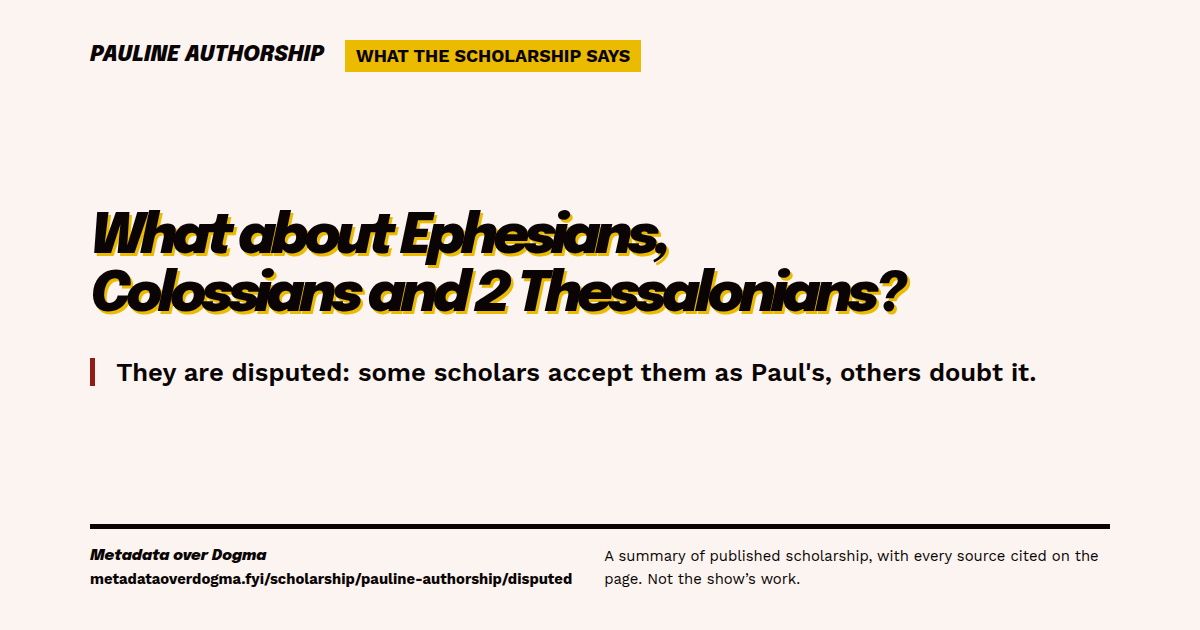 PAULINE AUTHORSHIP
WHAT THE SCHOLARSHIP SAYS
What about Ephesians,
Colossians and 2 Thessalonians?
They are disputed: some scholars accept them as Paul's, others doubt it.
Metadata over Dogma
metadataoverdogma.fyi/scholarship/pauline-authorship/disputed
A summary of published scholarship, with every source cited on the
page. Not the show’s work.